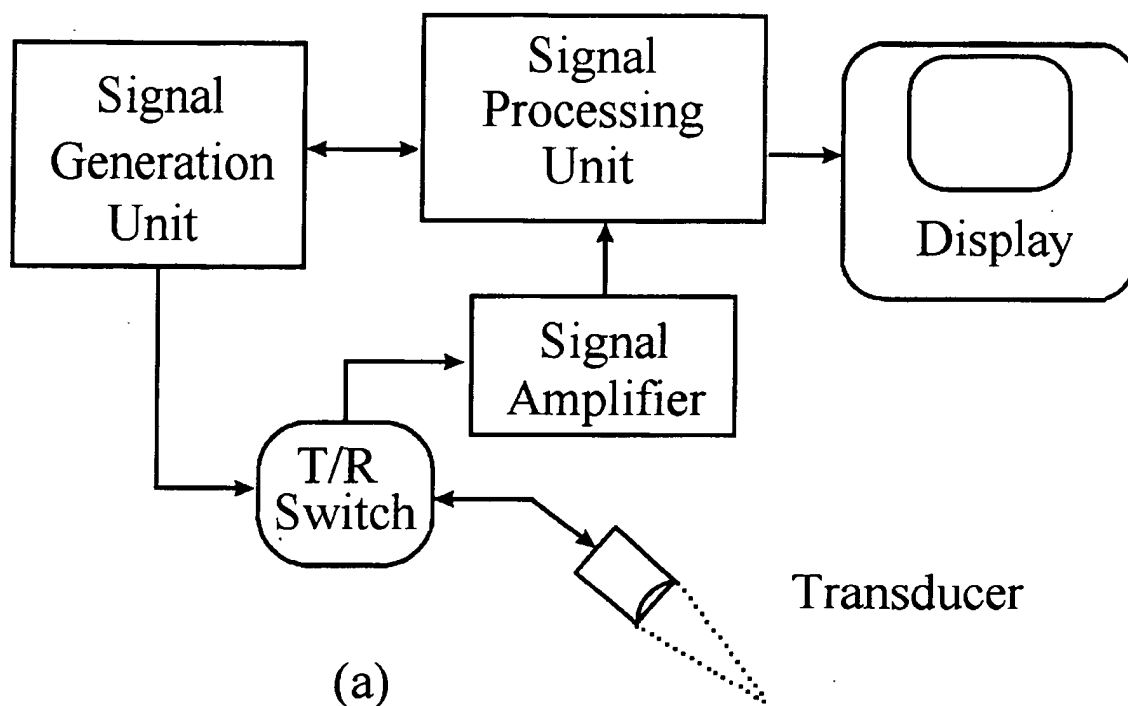 Signal
Generation
Unit
Signal
Processing
Unit
Display
Signal
Amplifier
T/R
Switch
Transducer
(a)